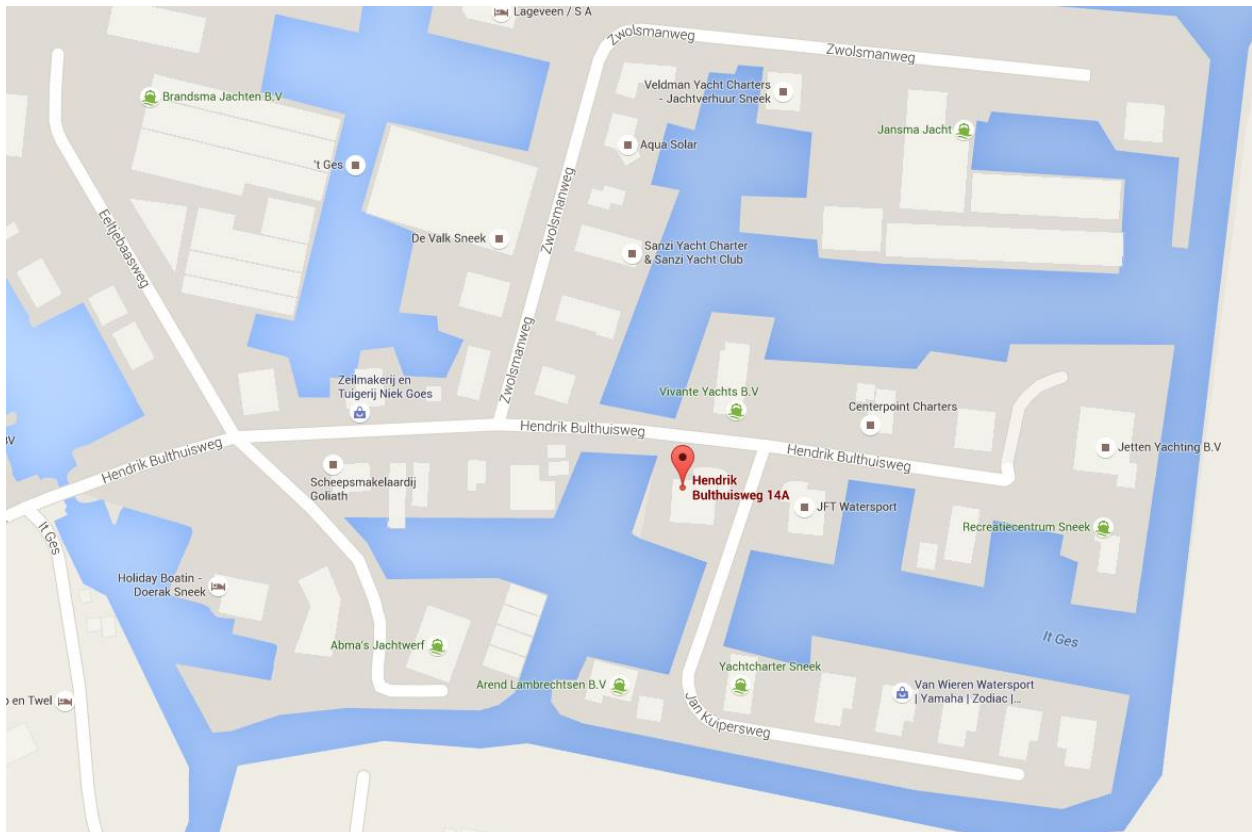 Lageveen / S A
Zwolsmanweg
Zwolsmanweg
Brandsma Jachten B.V
Veldman Yacht Charters
- Jachtverhuur Sneek
Jansma Jacht
't Ges
Aqua Solar
Zwolsmanweg
Eeltjebaasweg
De Valk Sneek
Sanzi Yacht Charter
& Sanzi Yacht Club
Zwolsmanweg
Zeilmakerij en
Tuigerij Niek Goes
Vivante Yachts B.V
Centerpoint Charters
Hendrik Bulthuisweg
Hendrik Bulthuisweg
Hendrik Bulthuisweg
Jetten Yachting B.V
Scheepsmakelaardij
Goliath
Hendrik
Bulthuisweg 14A
JFT Watersport
Recreatiecentrum Sneek
It Ges
Holiday Boatin -
Doerak Sneek
Abma's Jachtwerf
It Ges
Arend Lambrechtsen B.V
Yachtcharter Sneek
Van Wieren Watersport
| Yamaha | Zodiac |...
Jan Kuipersweg
p en Twel